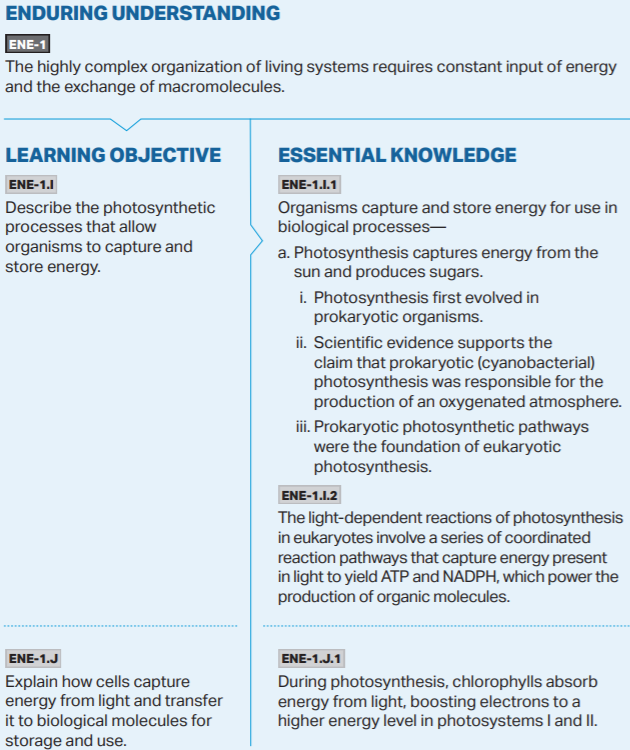 ENDURING UNDERSTANDING
ENE-1
The highly complex organization of living systems requires constant input of energy
and the exchange of macromolecules.
LEARNING OBJECTIVE
ENE-1.I
Describe the photosynthetic
processes that allow
organisms to capture and
store energy.
ESSENTIAL KNOWLEDGE
ENE-1.I.1
Organisms capture and store energy for use in
biological processes—
a. Photosynthesis captures energy from the
sun and produces sugars.
i. Photosynthesis first evolved in
prokaryotic organisms.
ii. Scientific evidence supports the
claim that prokaryotic (cyanobacterial)
photosynthesis was responsible for the
production of an oxygenated atmosphere.
iii. Prokaryotic photosynthetic pathways
were the foundation of eukaryotic
photosynthesis.
ENE-1.I.2
The light-dependent reactions of photosynthesis
in eukaryotes involve a series of coordinated
reaction pathways that capture energy present
in light to yield ATP and NADPH, which power the
production of organic molecules.
ENE-1.J
Explain how cells capture
energy from light and transfer
it to biological molecules for
storage and use.
ENE-1.J.1
During photosynthesis, chlorophylls absorb
energy from light, boosting electrons to a
higher energy level in photosystems I and II.